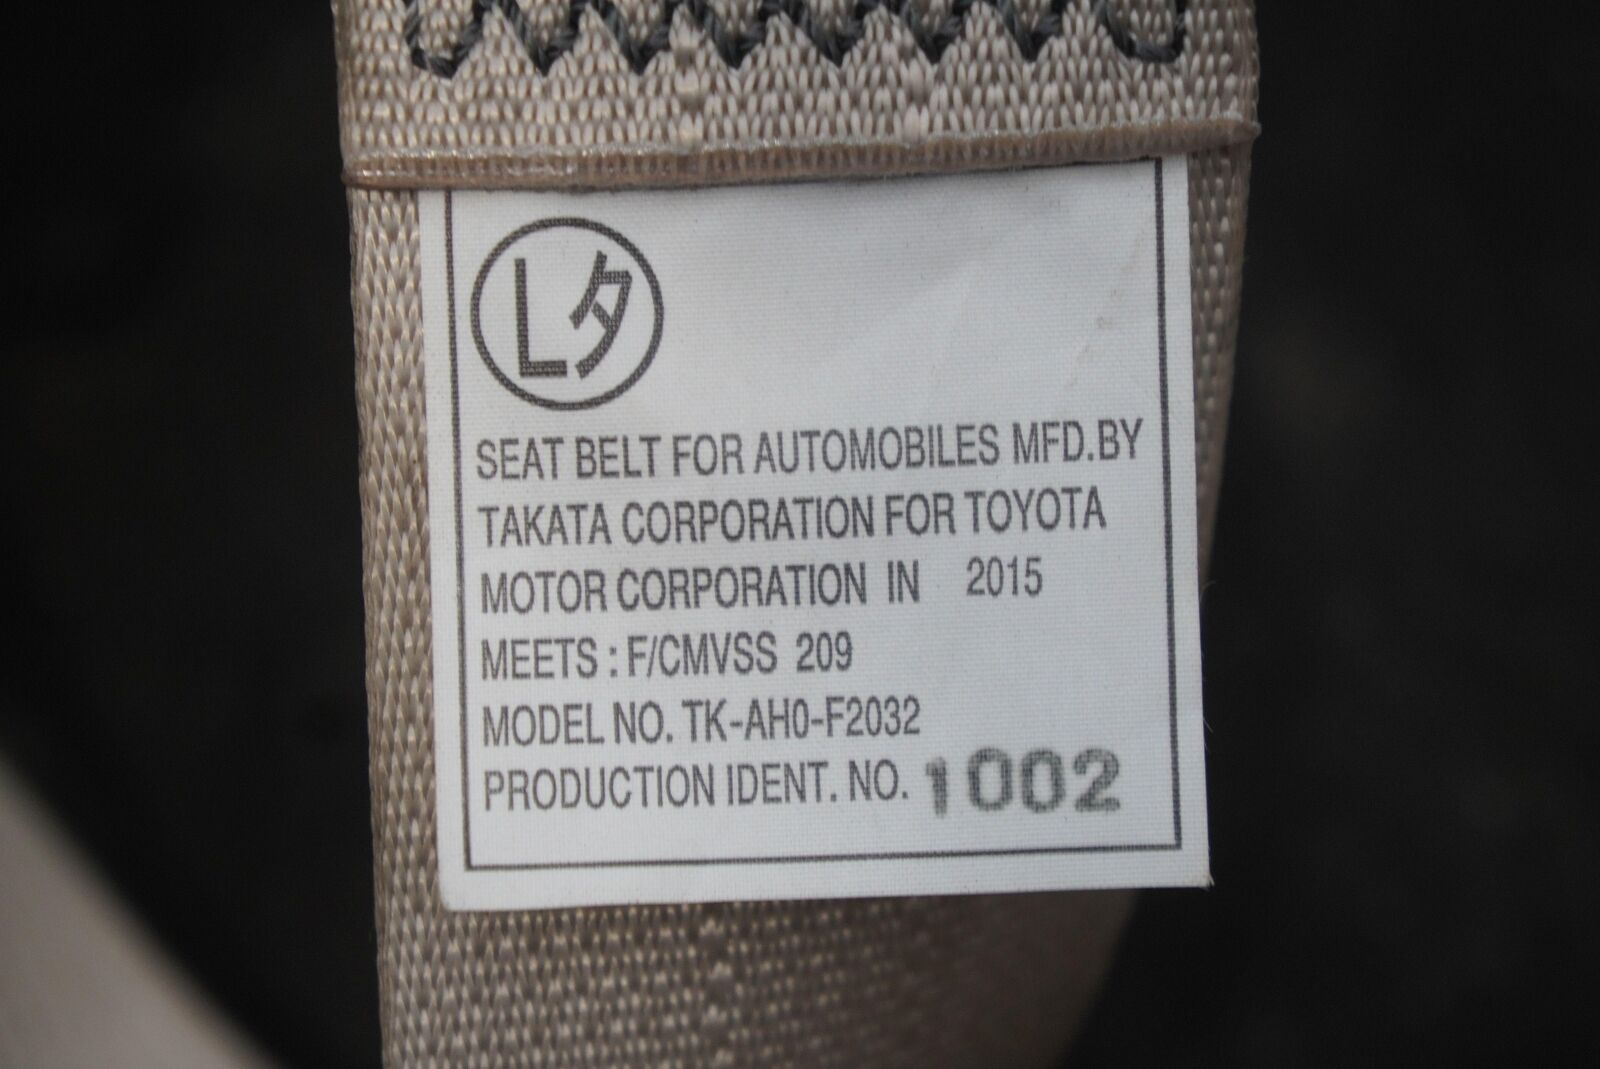 Lタ
SEAT BELT FOR AUTOMOBILES MFD.BY
TAKATA CORPORATION FOR TOYOTA
MOTOR CORPORATION IN 2015
MEETS : F/CMVSS 209
MODEL NO. TK-AH0-F2032
PRODUCTION IDENT. NO. 1002